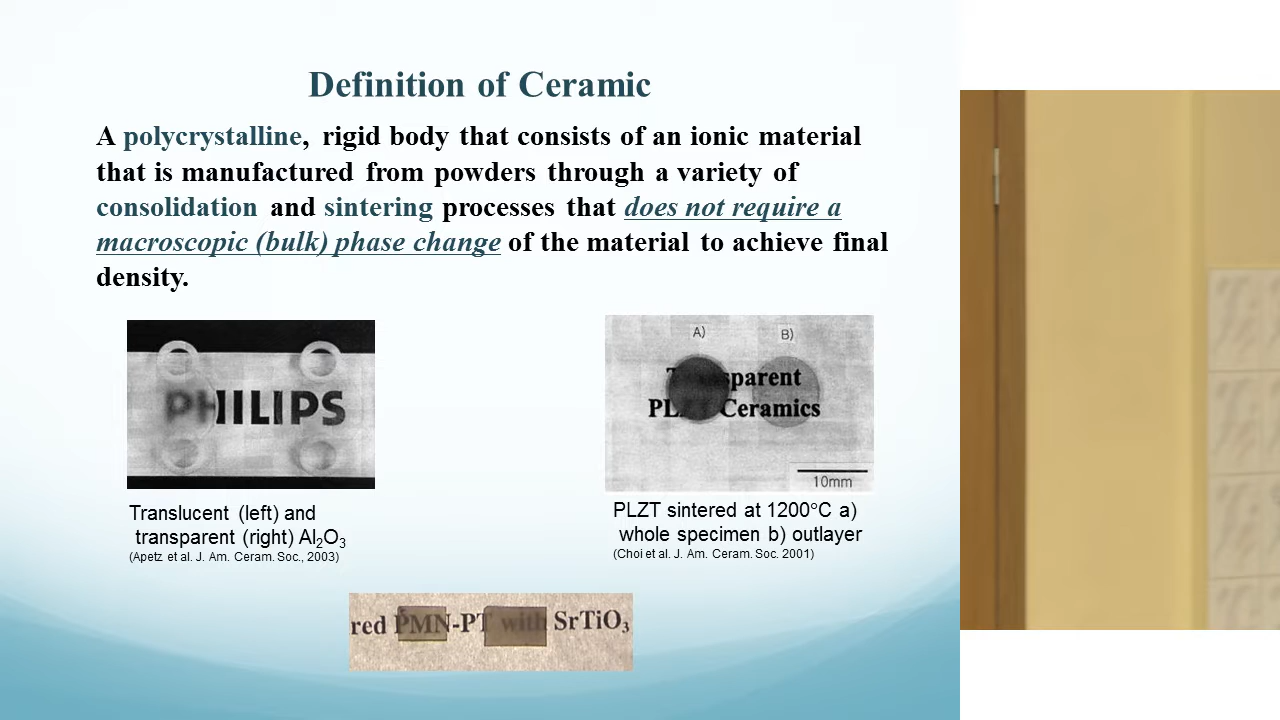 Definition of Ceramic
A polycrystalline, rigid body that consists of an ionic material
that is manufactured from powders through a variety of
consolidation and sintering processes that does not require a
macroscopic (bulk) phase change of the material to achieve final
density.
PHILIPS
A) B)
Transparent
PLZT Ceramics
10mm
Translucent (left) and
transparent (right) Al₂O₃
(Apetz et al. J. Am. Ceram. Soc., 2003)
PLZT sintered at 1200°C a)
whole specimen b) outlayer
(Choi et al. J. Am. Ceram. Soc. 2001)
red PMN-PT with SrTiO₃